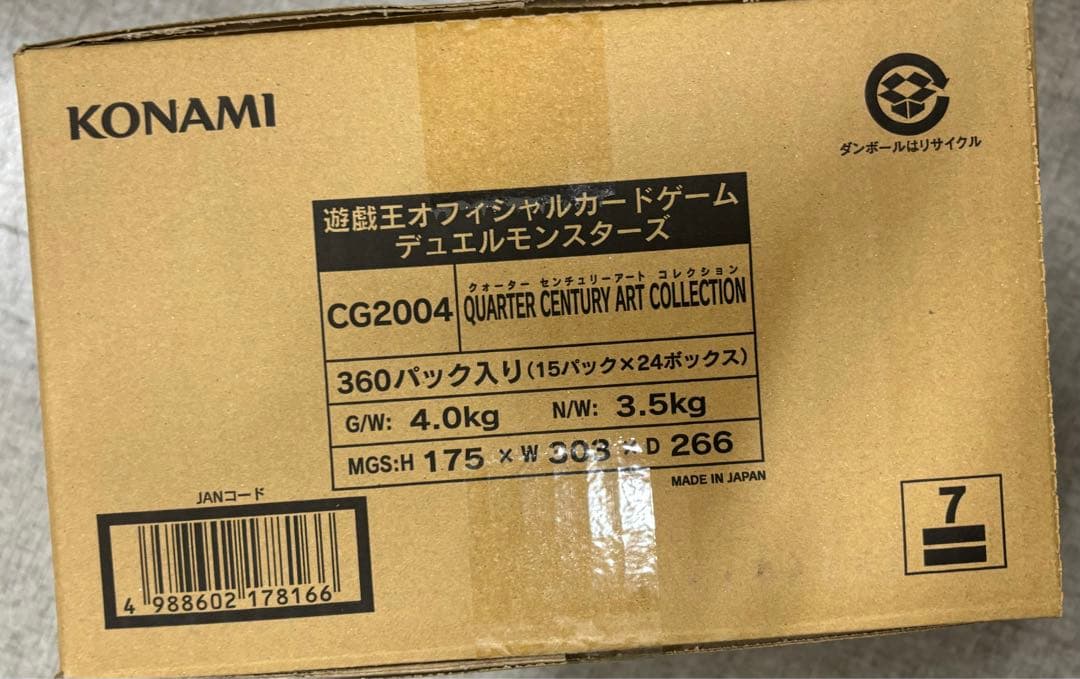 KONAMI
ダンボールはリサイクル
遊戯王オフィシャルカードゲーム
デュエルモンスターズ
CG2004
クォーター センチュリーアート コレクション
QUARTER CENTURY ART COLLECTION
360パック入り(15パック×24ボックス)
G/W: 4.0kg N/W: 3.5kg
MGS:H 175 × W 303 × D 266
MADE IN JAPAN
JANコード
4 988602 178166
7